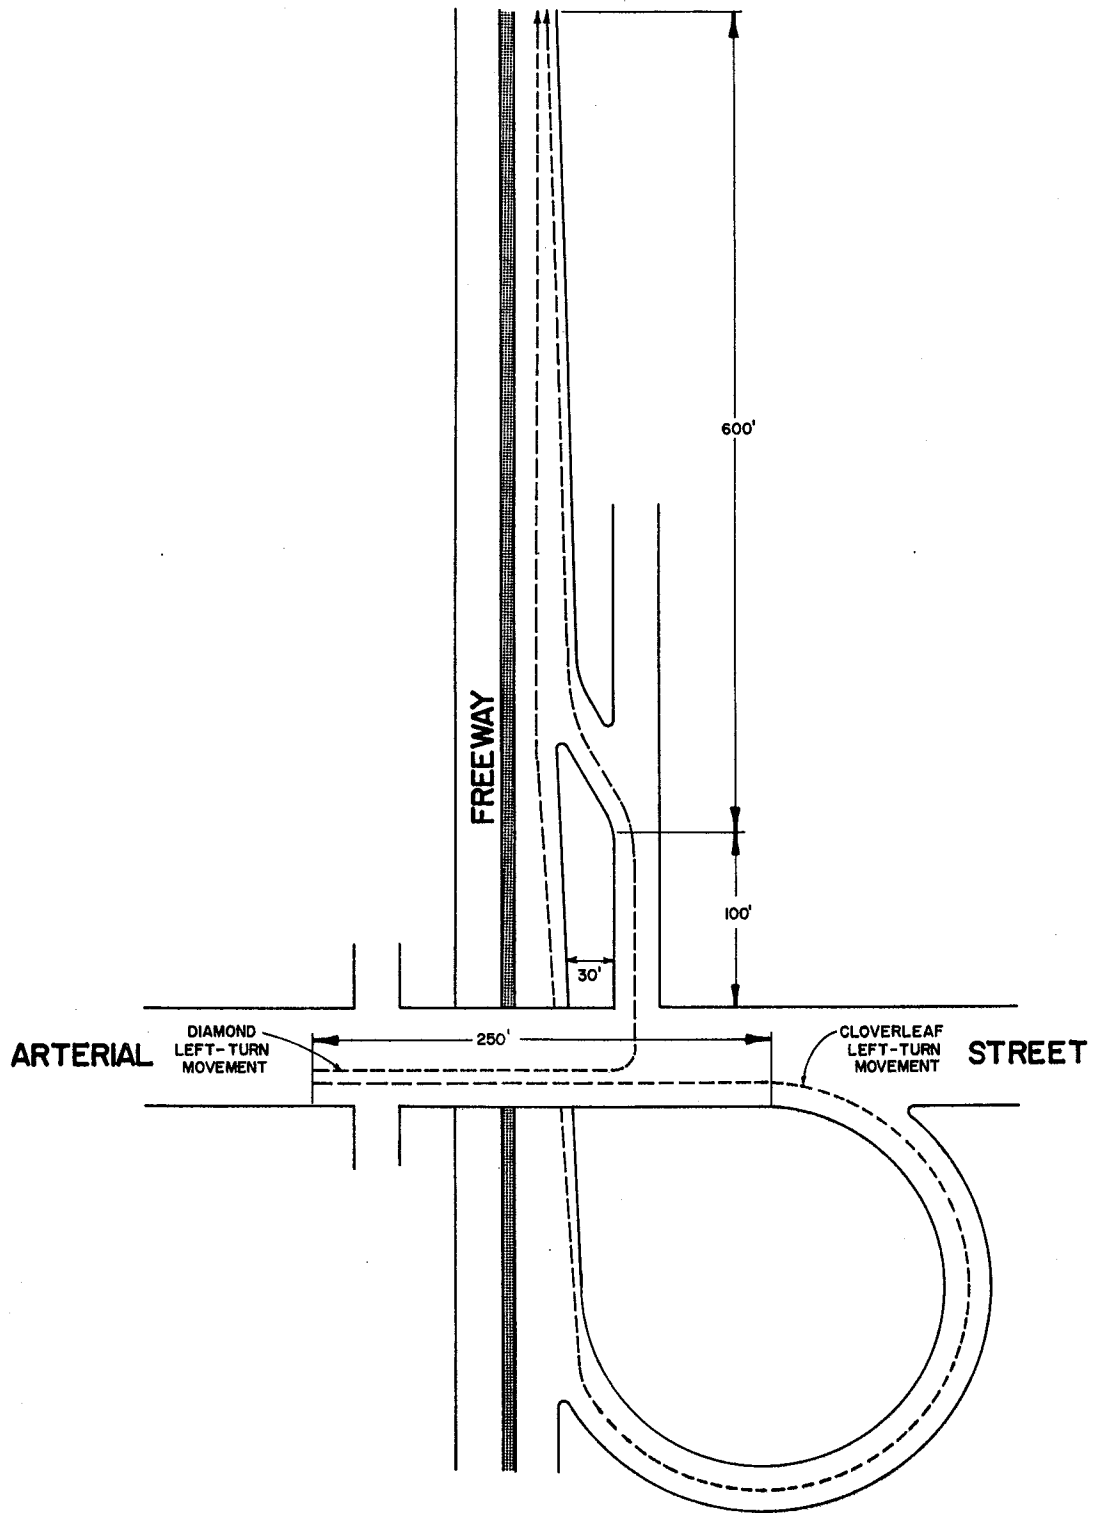 600'
FREEWAY
100'
30'
DIAMOND
LEFT-TURN
MOVEMENT
250'
CLOVERLEAF
LEFT-TURN
MOVEMENT
ARTERIAL
STREET